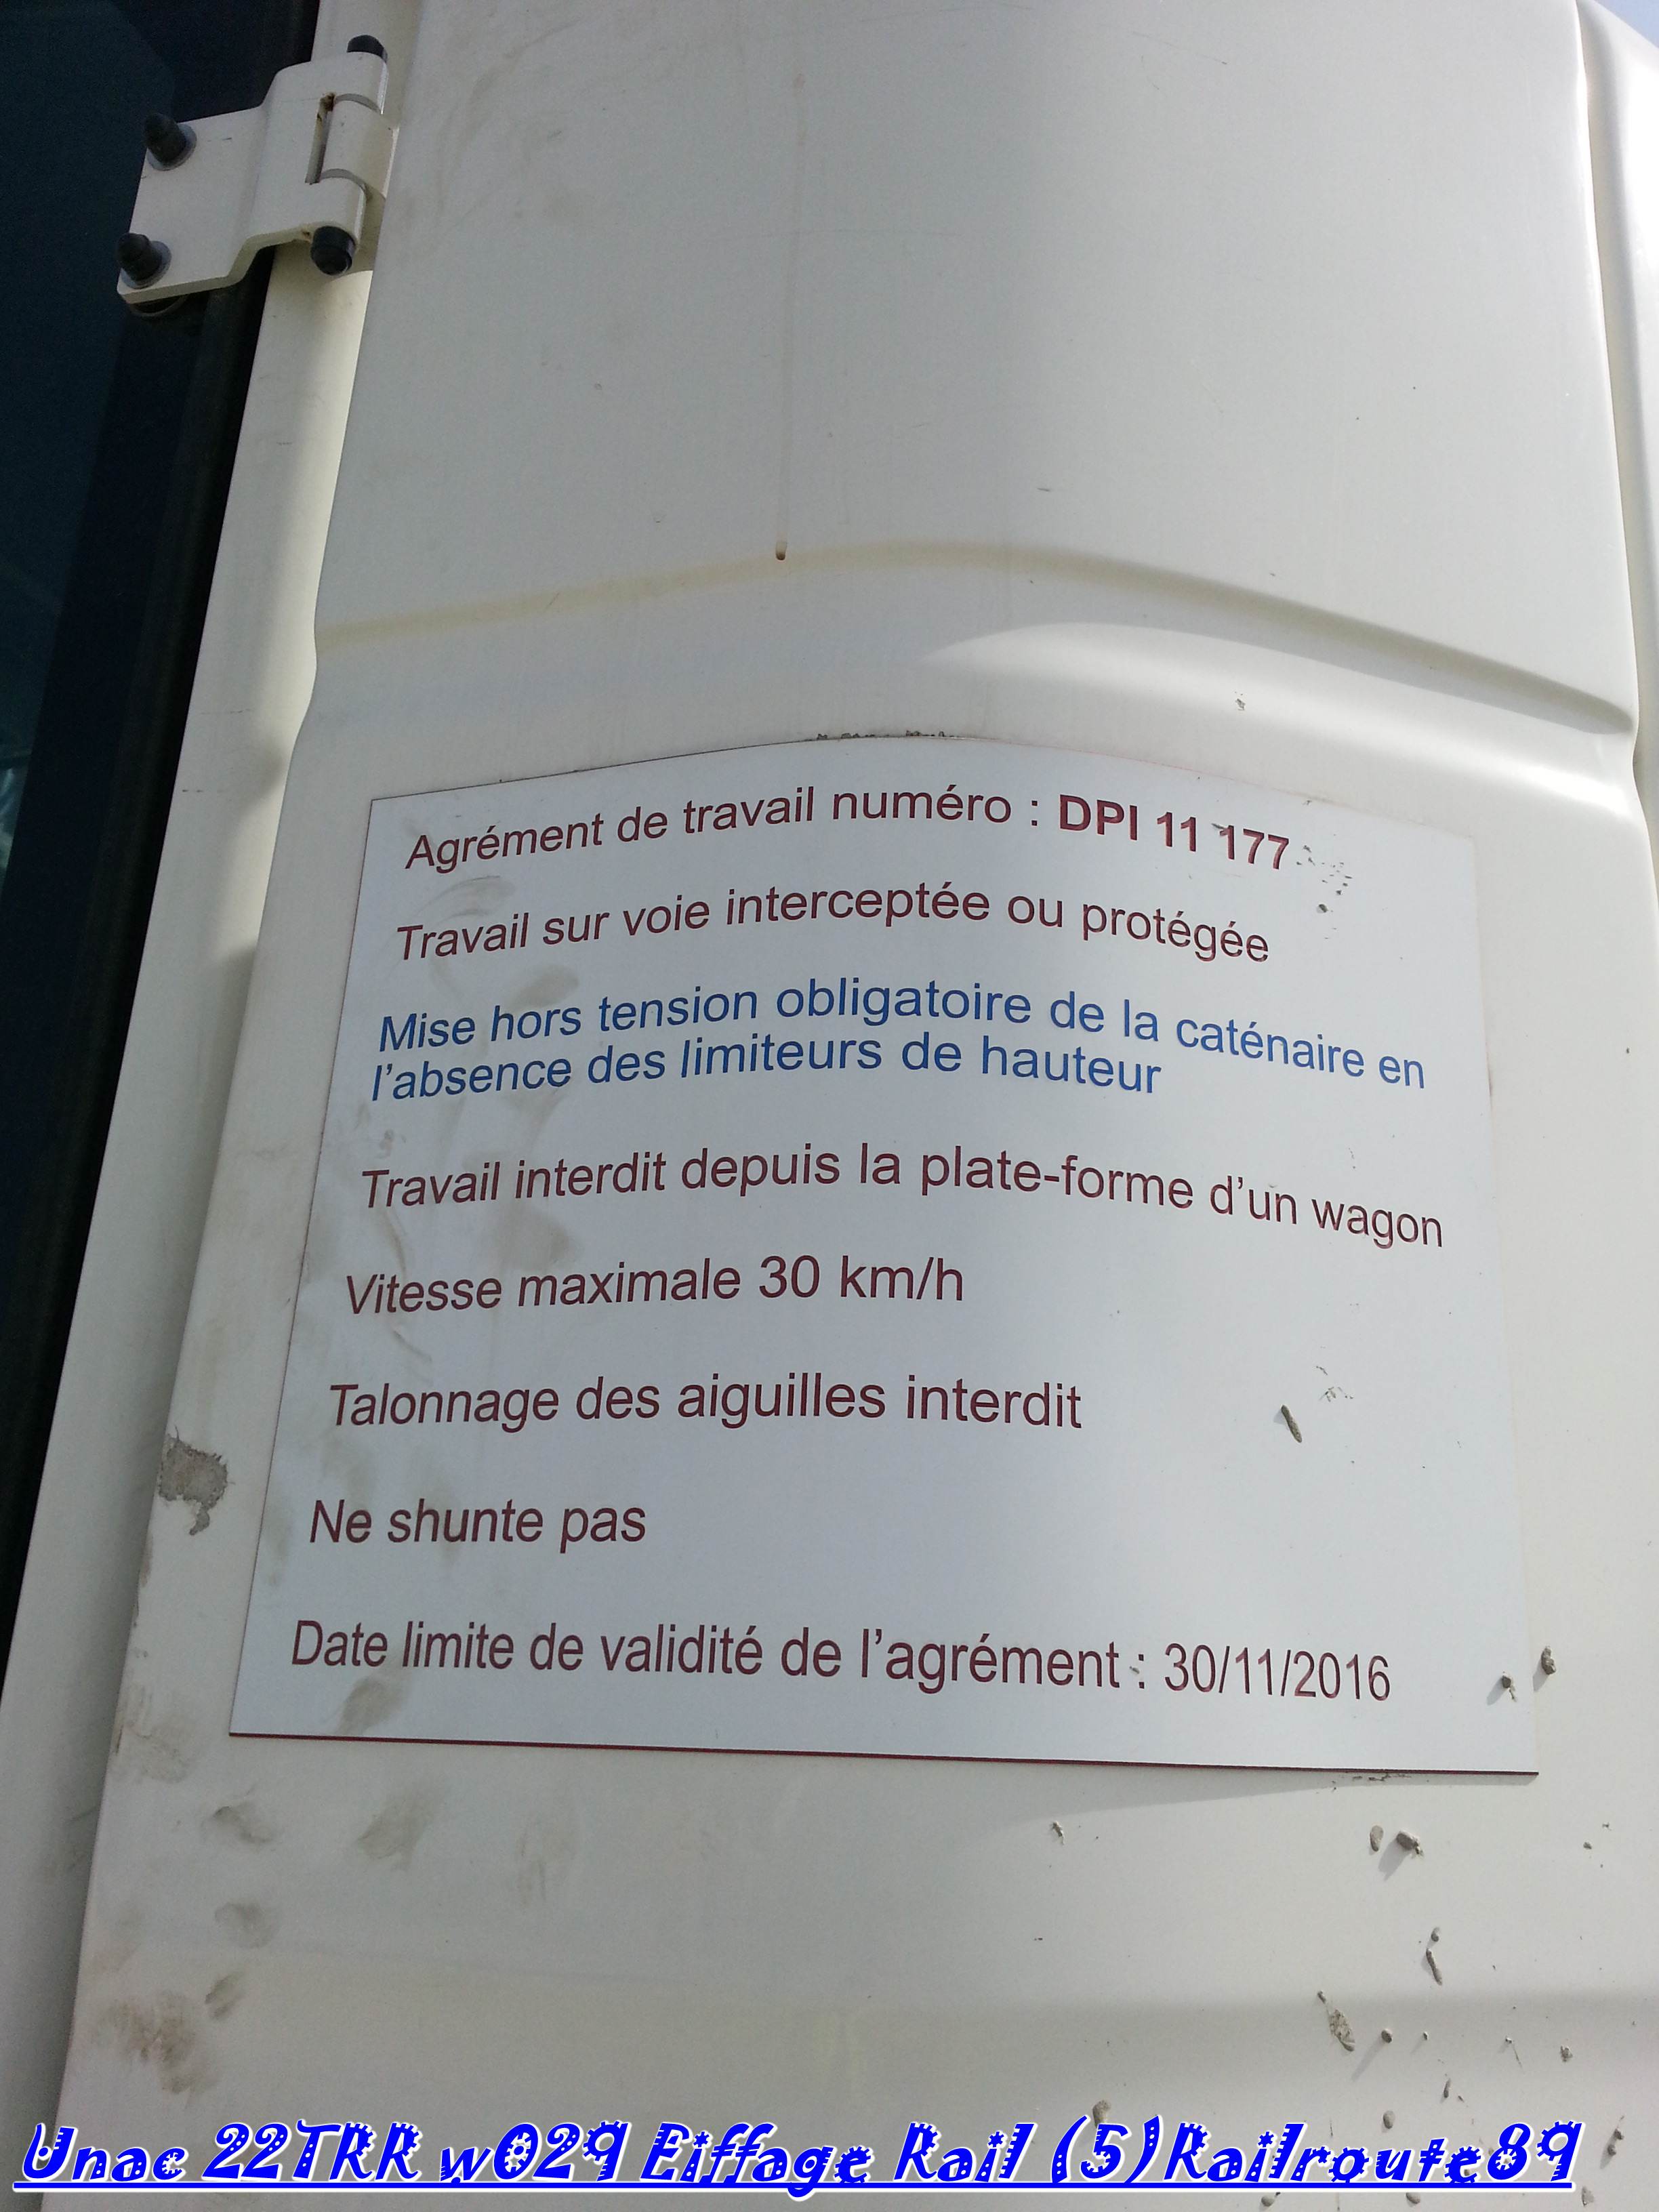 Agrément de travail numéro : DPI 11 177
Travail sur voie interceptée ou protégée
Mise hors tension obligatoire de la caténaire en
l'absence des limiteurs de hauteur
Travail interdit depuis la plate-forme d'un wagon
Vitesse maximale 30 km/h
Talonnage des aiguilles interdit
Ne shunte pas
Date limite de validité de l'agrément : 30/11/2016
Unac 22TRR w029 Eiffage Rail (5)Railroute89